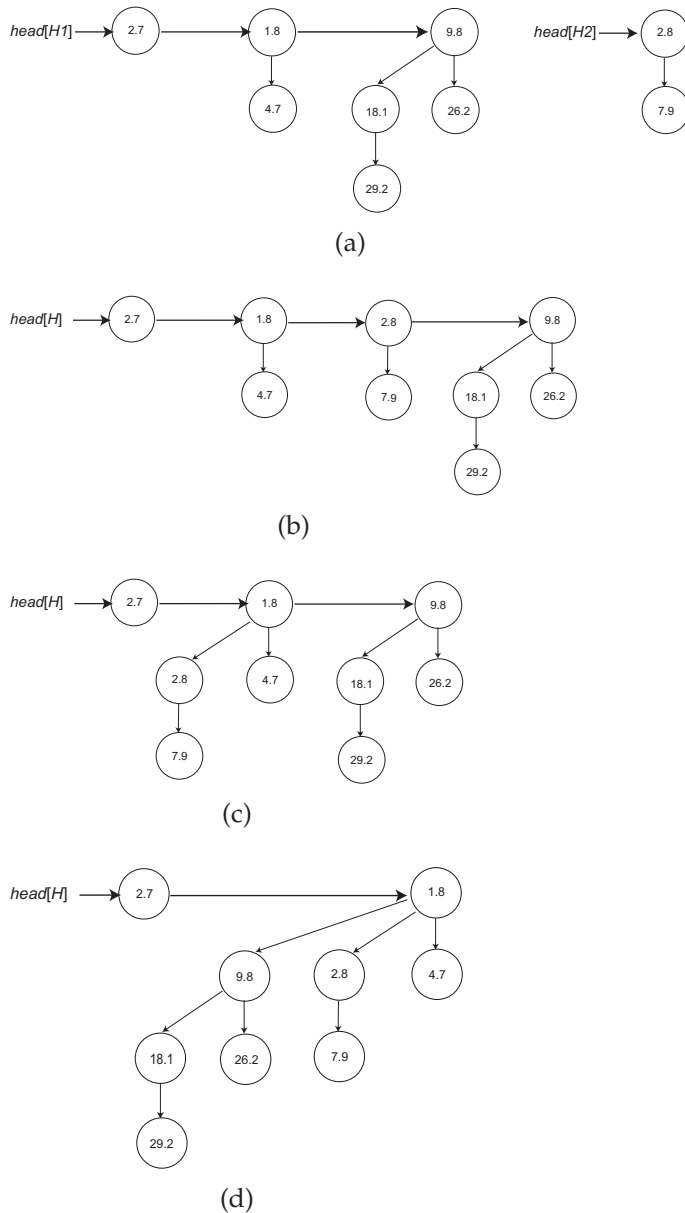 head[H1] 2.7 1.8 9.8 head[H2] 2.8
4.7 18.1 26.2 7.9
29.2
(a)
head[H] 2.7 1.8 2.8 9.8
4.7 7.9 18.1 26.2
29.2
(b)
head[H] 2.7 1.8 9.8
2.8 4.7 18.1 26.2
7.9 29.2
(c)
head[H] 2.7 1.8
9.8 2.8 4.7
18.1 26.2 7.9
29.2
(d)